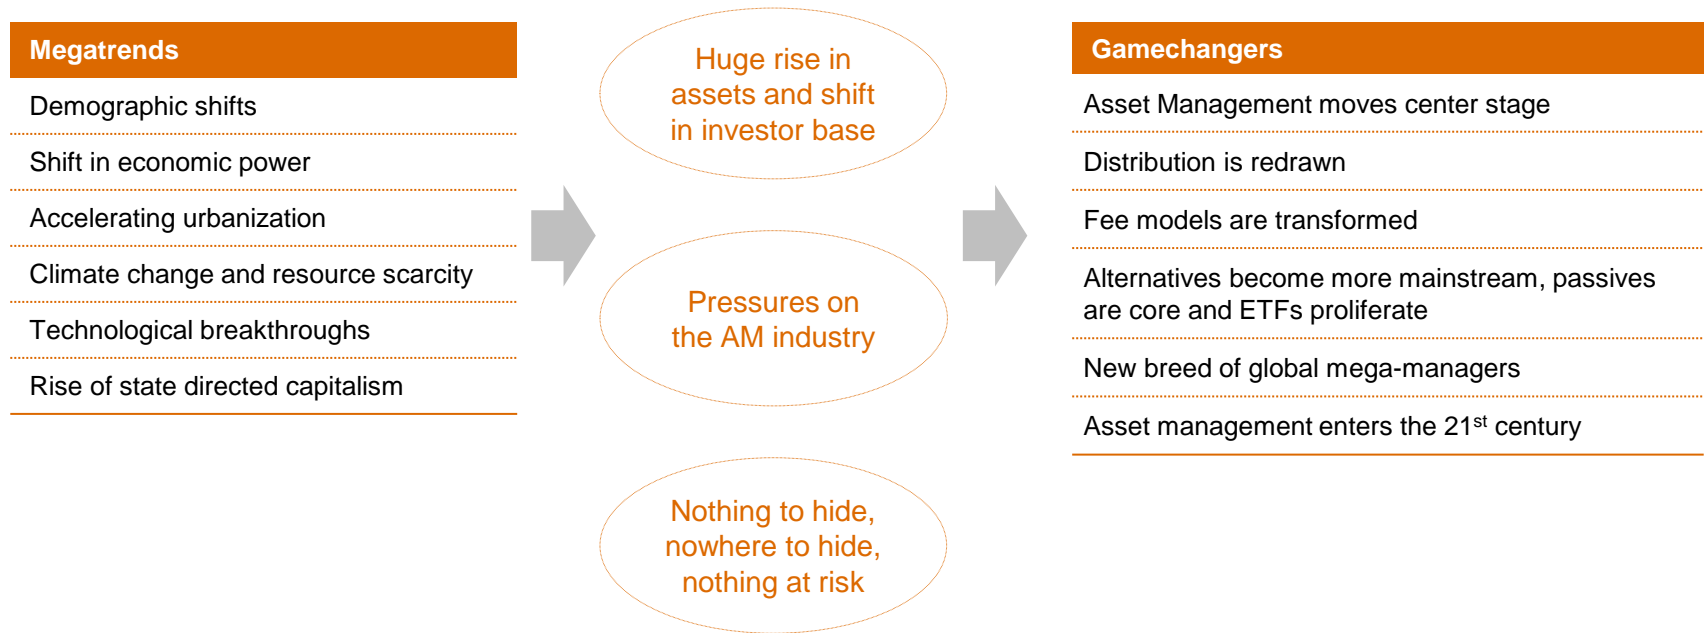 Megatrends
Demographic shifts
Shift in economic power
Accelerating urbanization
Climate change and resource scarcity
Technological breakthroughs
Rise of state directed capitalism
Huge rise in
assets and shift
in investor base
Pressures on
the AM industry
Nothing to hide,
nowhere to hide,
nothing at risk
Gamechangers
Asset Management moves center stage
Distribution is redrawn
Fee models are transformed
Alternatives become more mainstream, passives
are core and ETFs proliferate
New breed of global mega-managers
Asset management enters the 21st century